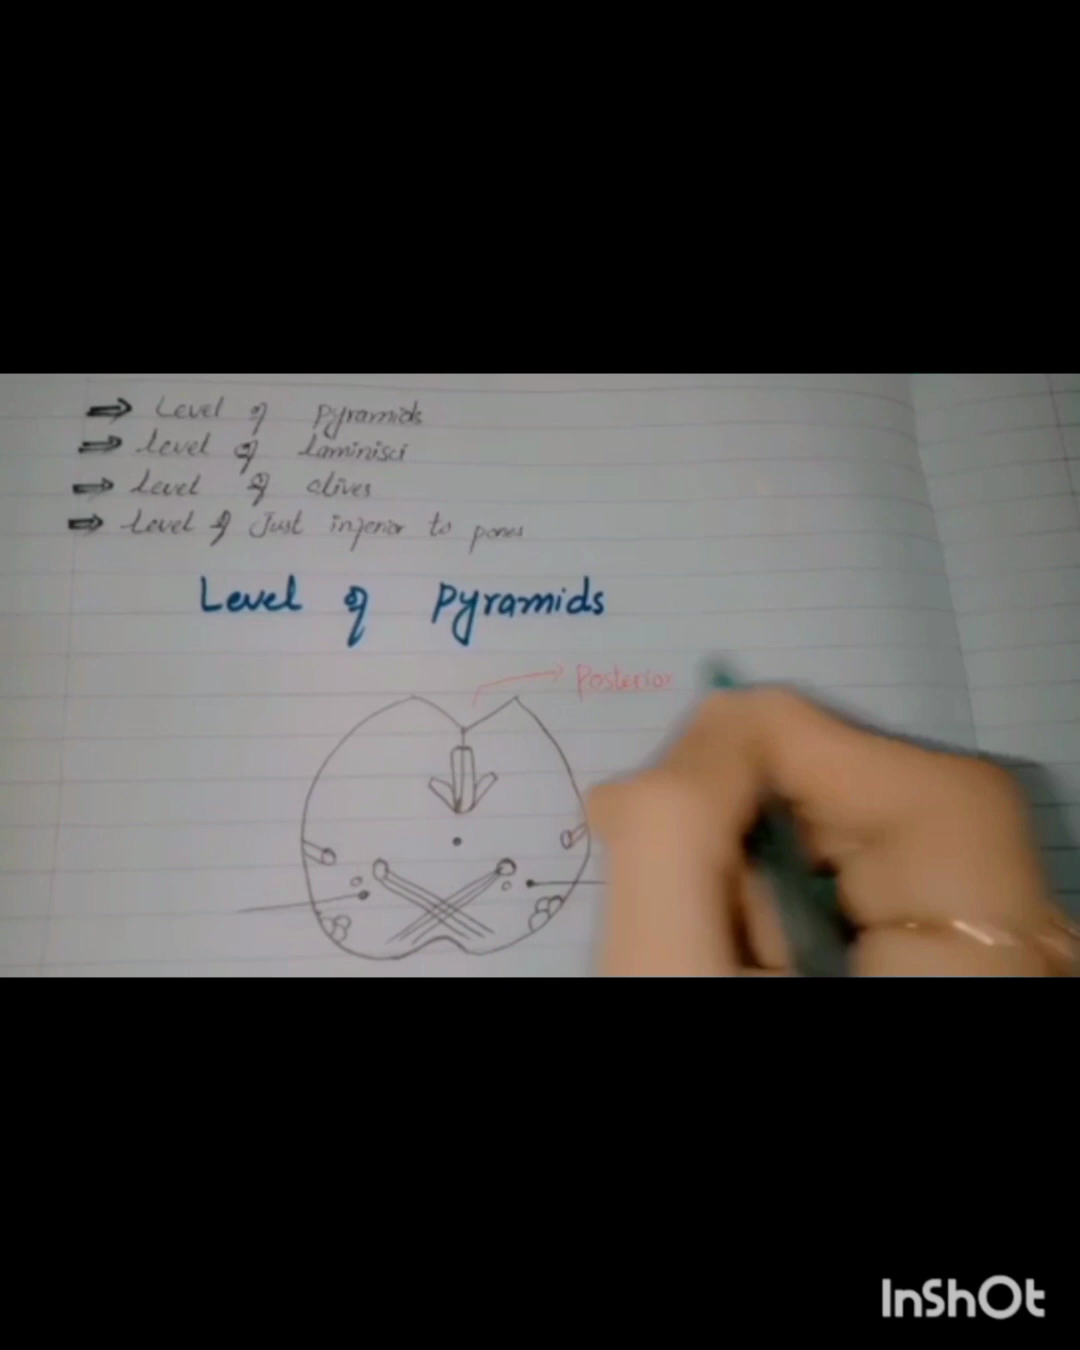 Level of pyramids
level of laminisci
level of olives
level of Just inferior to pones
Level of Pyramids
Posterior
InShOt